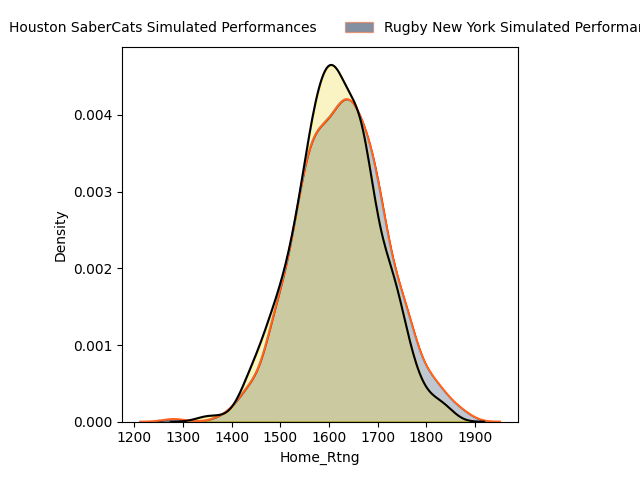 Houston SaberCats Simulated Performances
Rugby New York Simulated
0.004
0.003
0.002
0.001
0.000
Density
1200 1300 1400 1500 1600 1700 1800 1900
Home_Rtng